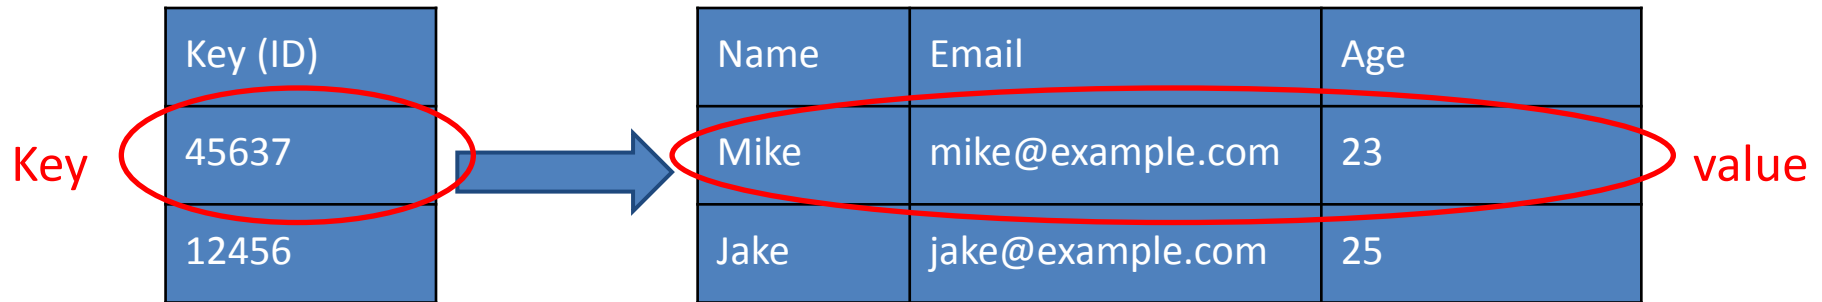 Key (ID) Name Email Age
Key 45637 Mike mike@example.com 23 value
12456 Jake jake@example.com 25